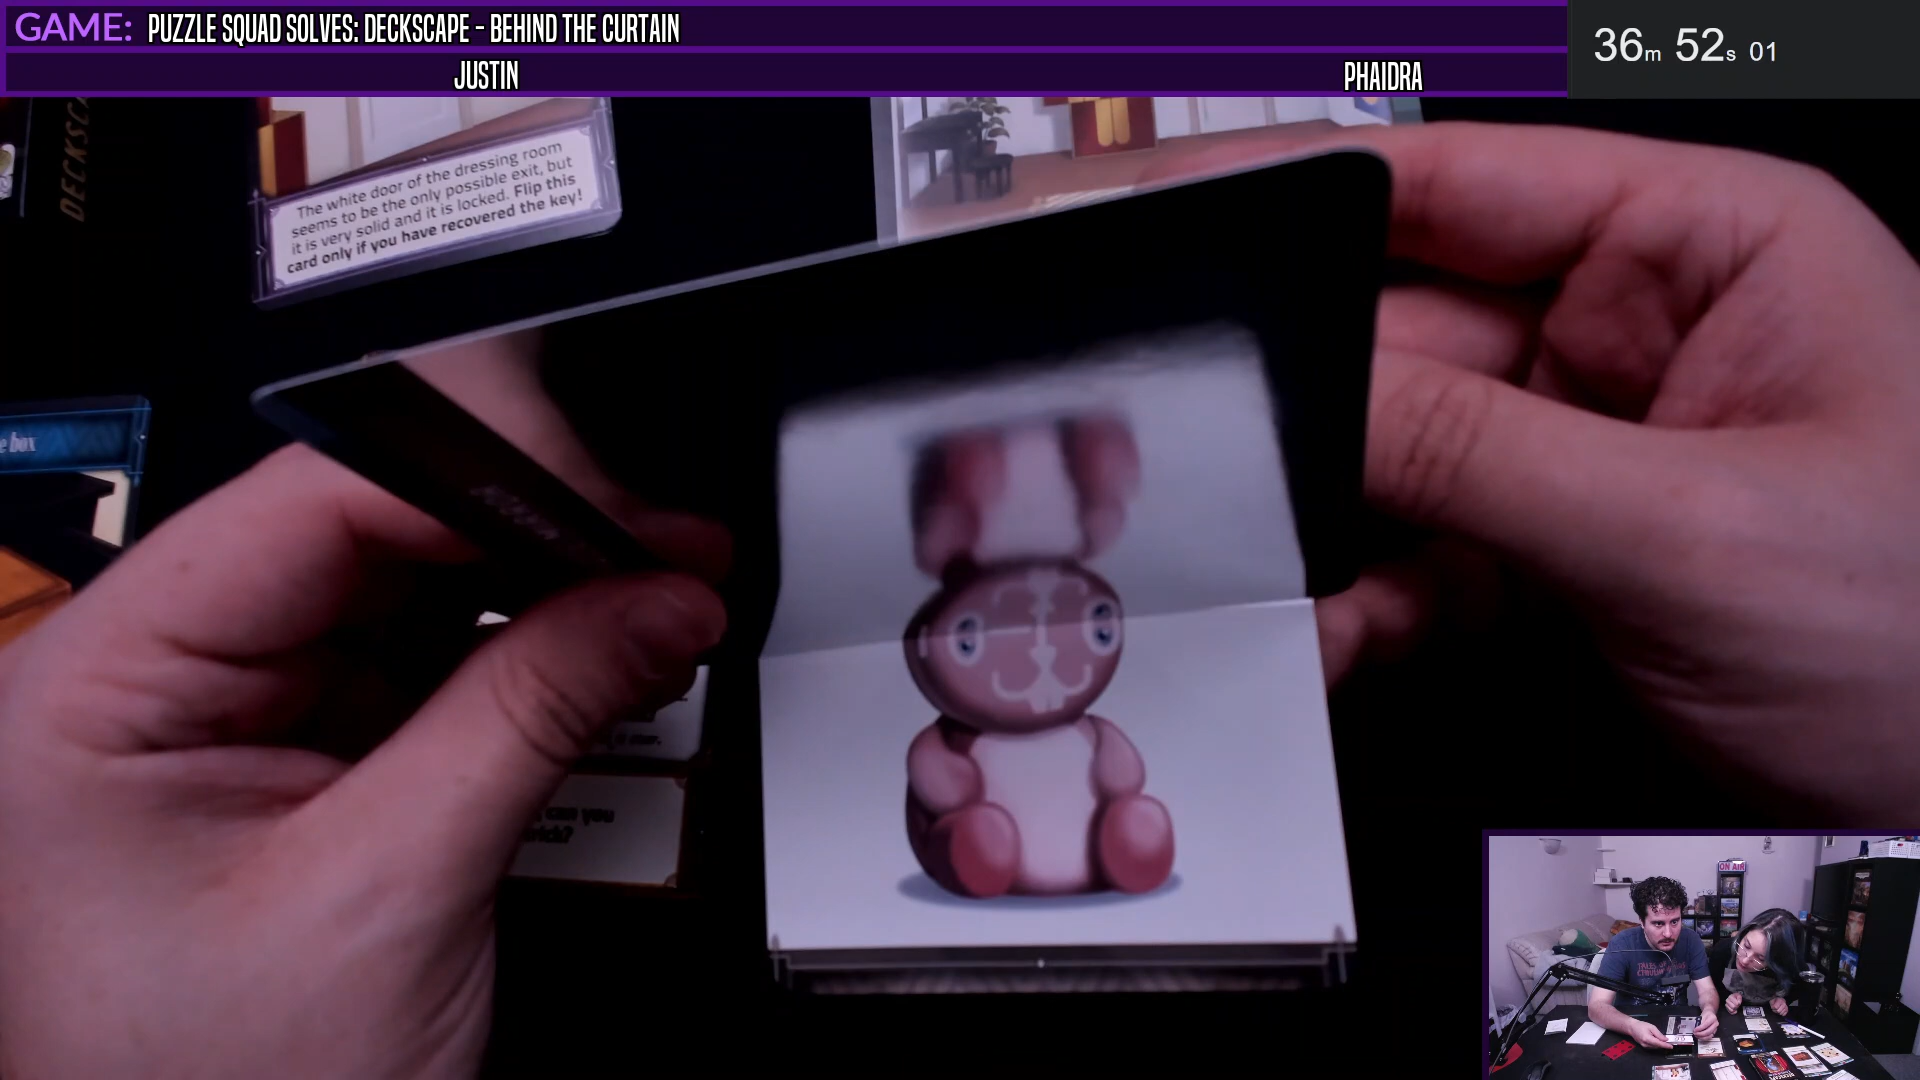 GAME: PUZZLE SQUAD SOLVES: DECKSCAPE - BEHIND THE CURTAIN
36m 52s 01
JUSTIN
PHAIDRA
DECKSCA
The white door of the dressing room
seems to be the only possible exit, but
it is very solid and it is locked. Flip this
card only if you have recovered the key!
e box
can you
ON AIR